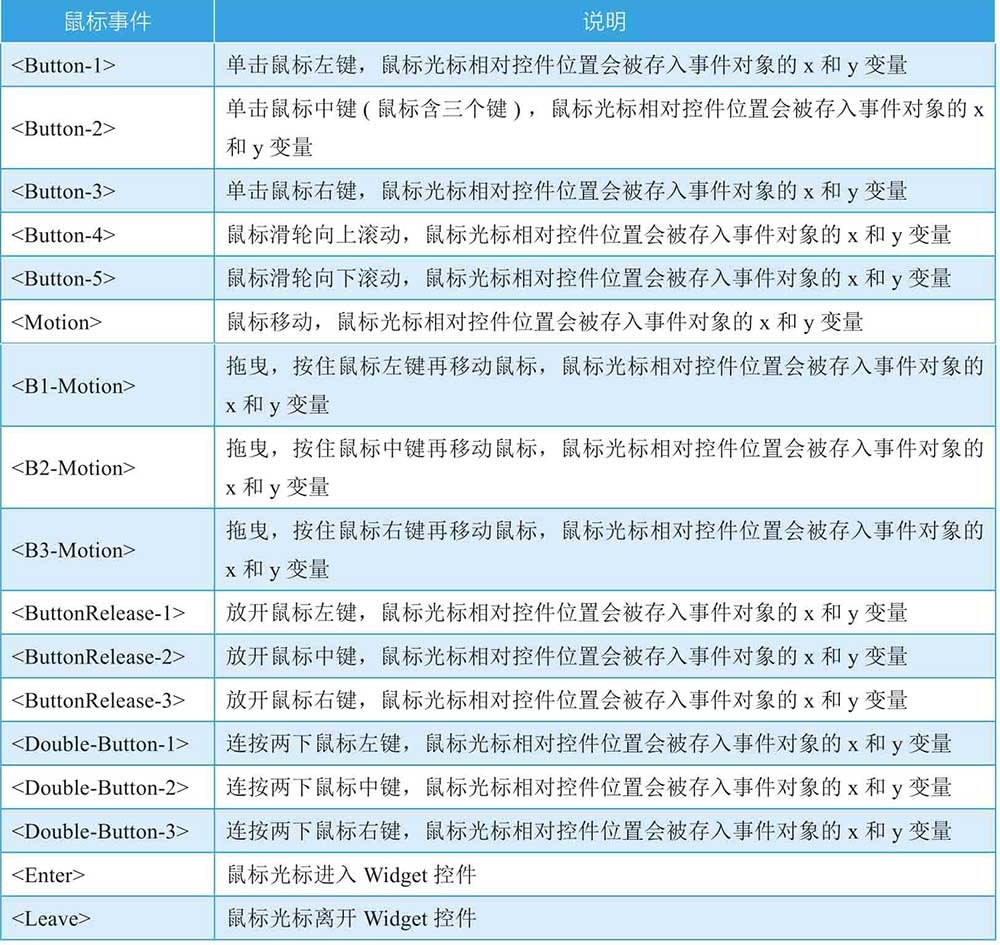 鼠标事件 说明
<Button-1> 单击鼠标左键，鼠标光标相对控件位置会被存入事件对象的 x 和 y 变量
<Button-2> 单击鼠标中键 ( 鼠标含三个键 ) ，鼠标光标相对控件位置会被存入事件对象的 x
和 y 变量
<Button-3> 单击鼠标右键，鼠标光标相对控件位置会被存入事件对象的 x 和 y 变量
<Button-4> 鼠标滑轮向上滚动，鼠标光标相对控件位置会被存入事件对象的 x 和 y 变量
<Button-5> 鼠标滑轮向下滚动，鼠标光标相对控件位置会被存入事件对象的 x 和 y 变量
<Motion> 鼠标移动，鼠标光标相对控件位置会被存入事件对象的 x 和 y 变量
<B1-Motion> 拖曳，按住鼠标左键再移动鼠标，鼠标光标相对控件位置会被存入事件对象的
x 和 y 变量
<B2-Motion> 拖曳，按住鼠标中键再移动鼠标，鼠标光标相对控件位置会被存入事件对象的
x 和 y 变量
<B3-Motion> 拖曳，按住鼠标右键再移动鼠标，鼠标光标相对控件位置会被存入事件对象的
x 和 y 变量
<ButtonRelease-1> 放开鼠标左键，鼠标光标相对控件位置会被存入事件对象的 x 和 y 变量
<ButtonRelease-2> 放开鼠标中键，鼠标光标相对控件位置会被存入事件对象的 x 和 y 变量
<ButtonRelease-3> 放开鼠标右键，鼠标光标相对控件位置会被存入事件对象的 x 和 y 变量
<Double-Button-1> 连按两下鼠标左键，鼠标光标相对控件位置会被存入事件对象的 x 和 y 变量
<Double-Button-2> 连按两下鼠标中键，鼠标光标相对控件位置会被存入事件对象的 x 和 y 变量
<Double-Button-3> 连按两下鼠标右键，鼠标光标相对控件位置会被存入事件对象的 x 和 y 变量
<Enter> 鼠标光标进入 Widget 控件
<Leave> 鼠标光标离开 Widget 控件